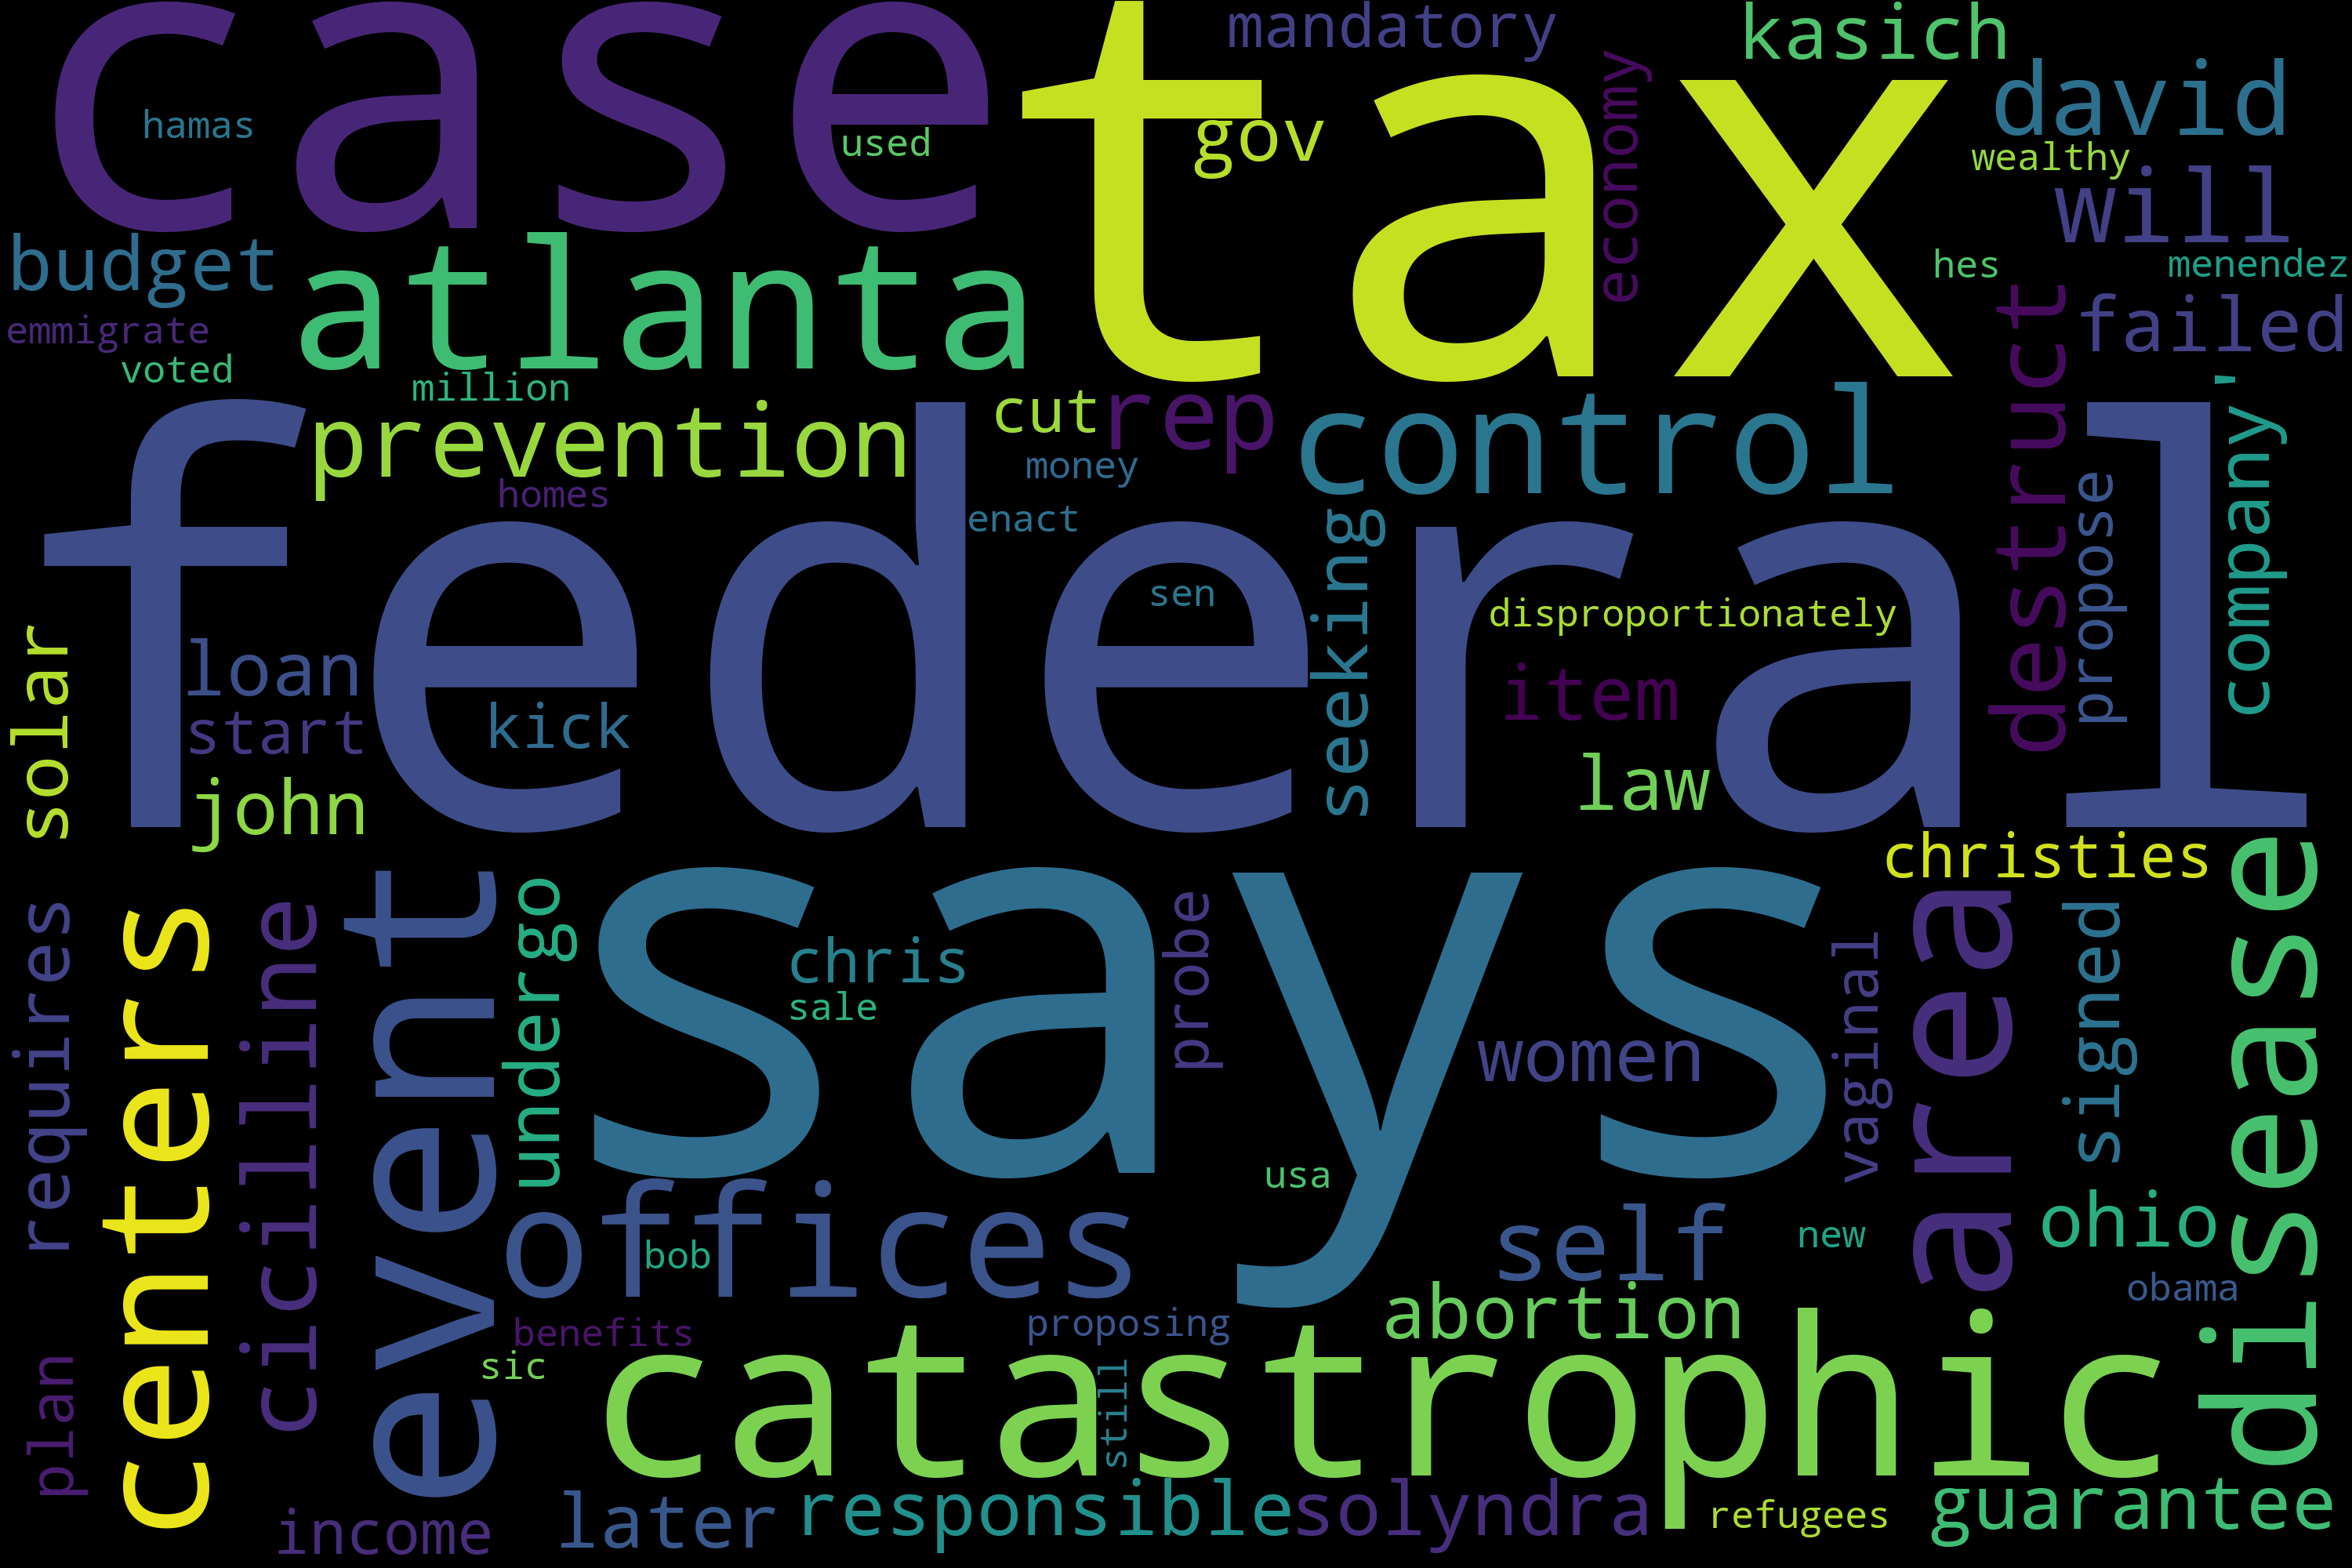 case
tax
mandatory
kasich
david
hamas
used
gov
economy
wealthy
will
budget
atlanta
hes
menendez
emmigrate
voted
million
failed
prevention
cut
rep
control
destruct
company'
homes
money
enact
seeking
propose
federal
sen
disproportionately
solar
loan
start
kick
item
law
john
christies
disease
requires
centers
cicilline
event
undergo
says
chris
sale
probe
women
vaginal
area
signed
usa
offices
bob
self
new
ohio
obama
abortion
benefits
proposing
sic
still
catastrophic
plan
income
later
responsible
solyndra
refugees
guarantee